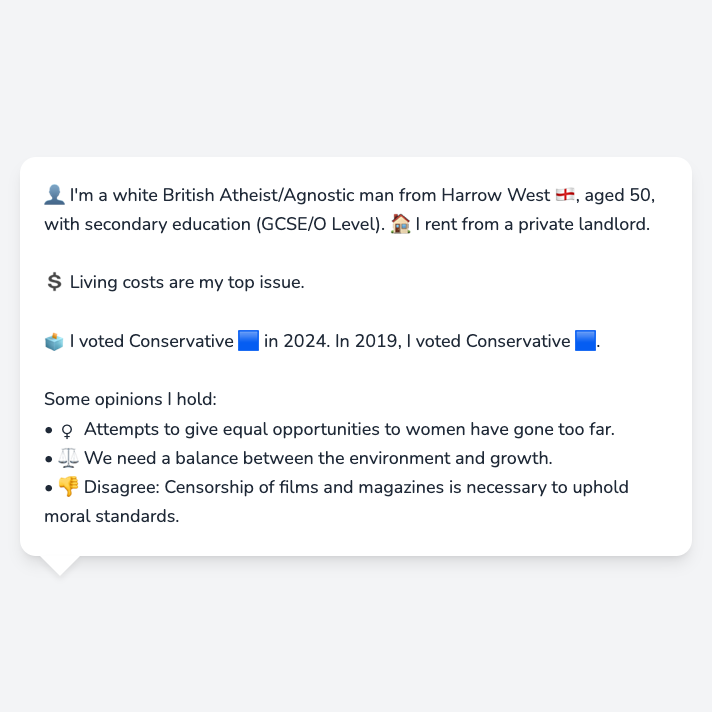 👤 I'm a white British Atheist/Agnostic man from Harrow West 🏴󠁧󠁢󠁥󠁮󠁧󠁿, aged 50,
with secondary education (GCSE/O Level). 🏠 I rent from a private landlord.
💲 Living costs are my top issue.
🗳️ I voted Conservative 🟦 in 2024. In 2019, I voted Conservative 🟦.
Some opinions I hold:
• ♀ Attempts to give equal opportunities to women have gone too far.
• ⚖️ We need a balance between the environment and growth.
• 👎 Disagree: Censorship of films and magazines is necessary to uphold
moral standards.